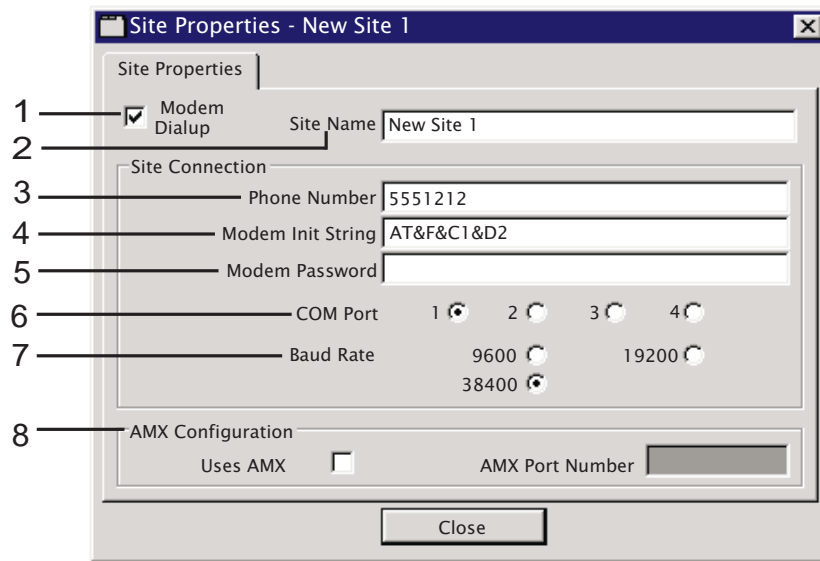 Site Properties - New Site 1
Site Properties
1 Modem Dialup
2 Site Name New Site 1
Site Connection
3 Phone Number 5551212
4 Modem Init String AT&F&C1&D2
5 Modem Password
6 COM Port 1 2 3 4
7 Baud Rate 9600 19200
38400
8 AMX Configuration
Uses AMX AMX Port Number
Close